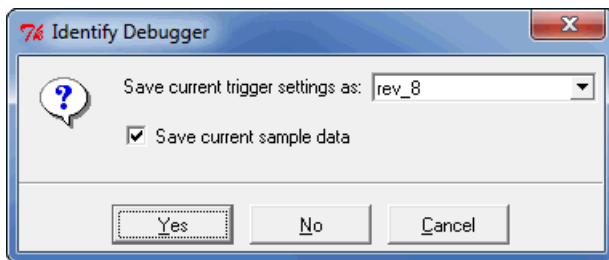 Identify Debugger
Save current trigger settings as: rev_8
Save current sample data
Yes No Cancel